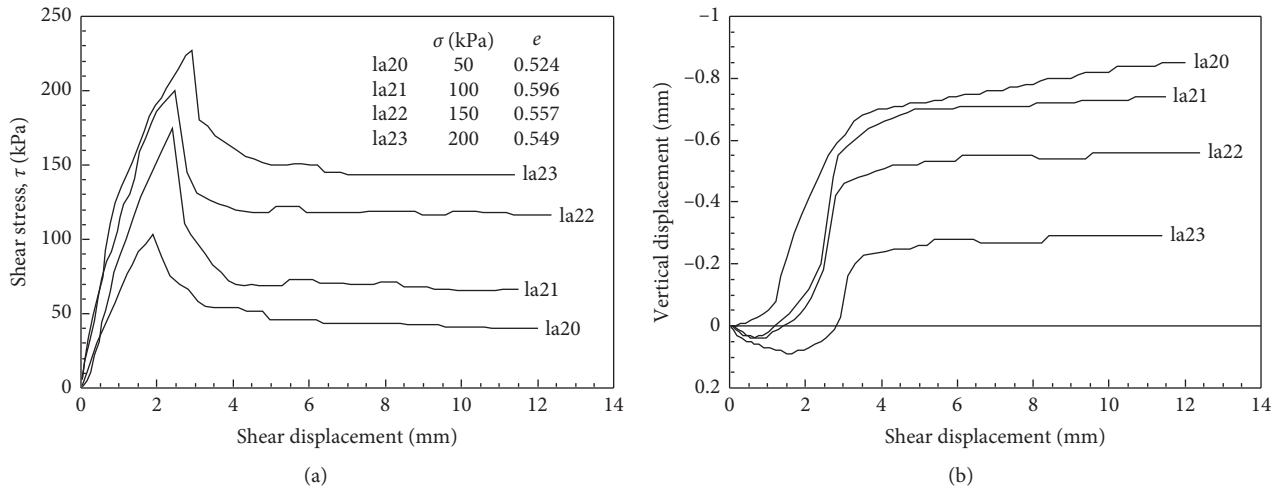 250
200
150
100
50
0
Shear stress, τ (kPa)
σ (kPa) e
la20 50 0.524
la21 100 0.596
la22 150 0.557
la23 200 0.549
la23
la22
la21
la20
0 2 4 6 8 10 12 14
Shear displacement (mm)
(a)
–1
–0.8
–0.6
–0.4
–0.2
0
0.2
Vertical displacement (mm)
la20
la21
la22
la23
0 2 4 6 8 10 12 14
Shear displacement (mm)
(b)